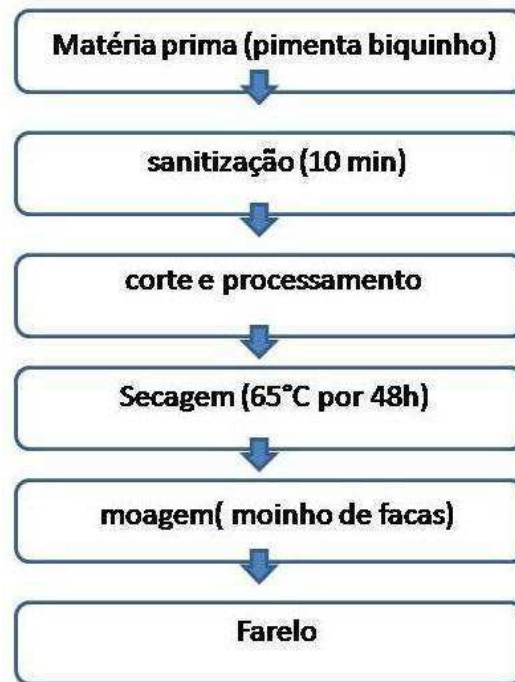 Matéria prima (pimenta biquinho)
sanitização (10 min)
corte e processamento
Secagem (65°C por 48h)
moagem( moinho de facas)
Farelo